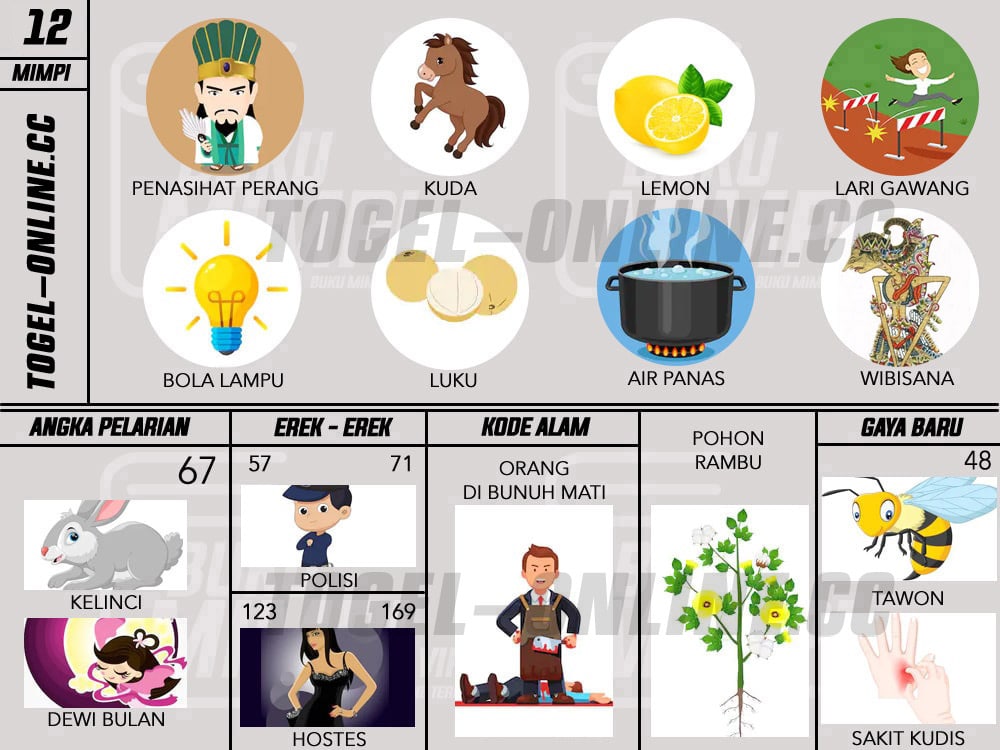 12
MIMPI
TOGEL-ONLINE.CC
PENASIHAT PERANG
KUDA
LEMON
LARI GAWANG
TOGEL-ONLINE.CC
BOLA LAMPU
LUKU
AIR PANAS
WIBISANA
ANGKA PELARIAN
67
KELINCI
DEWI BULAN
EREK - EREK
57 71
POLISI
123 169
HOSTES
KODE ALAM
ORANG
DI BUNUH MATI
POHON
RAMBU
GAYA BARU
48
TAWON
SAKIT KUDIS
TOGEL-ONLINE.CC